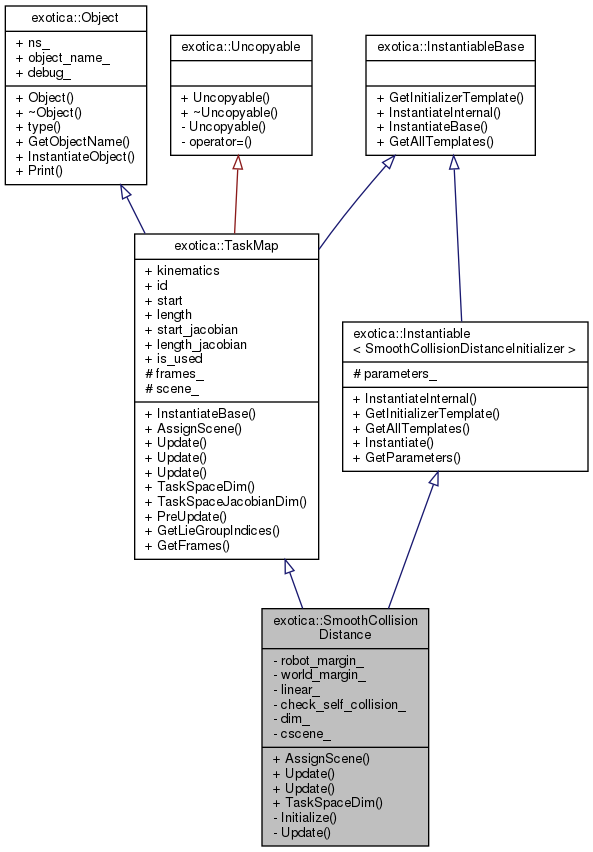 exotica::Object
+ ns_
+ object_name_
+ debug_
+ Object()
+ ~Object()
+ type()
+ GetObjectName()
+ InstantiateObject()
+ Print()
exotica::Uncopyable
+ Uncopyable()
+ ~Uncopyable()
- Uncopyable()
- operator=()
exotica::InstantiableBase
+ GetInitializerTemplate()
+ InstantiateInternal()
+ InstantiateBase()
+ GetAllTemplates()
exotica::TaskMap
+ kinematics
+ id
+ start
+ length
+ start_jacobian
+ length_jacobian
+ is_used
# frames_
# scene_
+ InstantiateBase()
+ AssignScene()
+ Update()
+ Update()
+ Update()
+ TaskSpaceDim()
+ TaskSpaceJacobianDim()
+ PreUpdate()
+ GetLieGroupIndices()
+ GetFrames()
exotica::Instantiable
< SmoothCollisionDistanceInitializer >
# parameters_
+ InstantiateInternal()
+ GetInitializerTemplate()
+ GetAllTemplates()
+ Instantiate()
+ GetParameters()
exotica::SmoothCollision
Distance
- robot_margin_
- world_margin_
- linear_
- check_self_collision_
- dim_
- cscene_
+ AssignScene()
+ Update()
+ Update()
+ TaskSpaceDim()
- Initialize()
- Update()